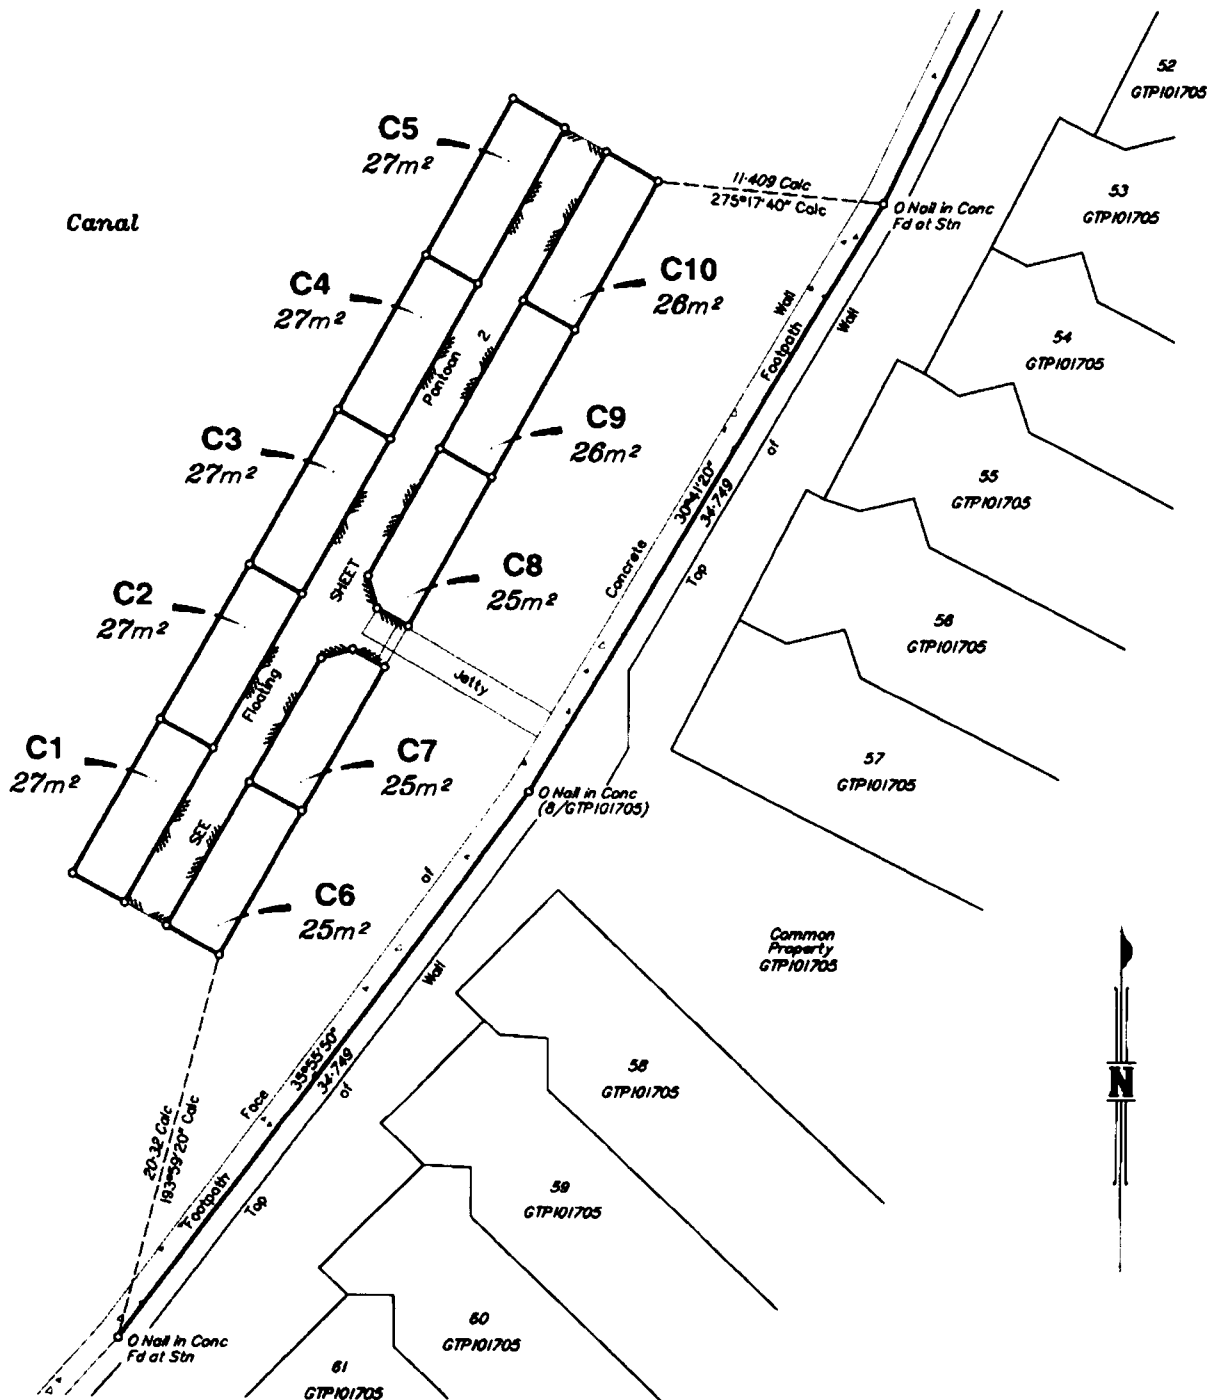 52
GTP101705
C5
27m²
11·409 Calc
275°17'40" Calc
53
GTP101705
O Nail in Conc
Fd at Stn
Canal
C4
27m²
C10
26m²
Wall
Footpath
Wall
54
GTP101705
Pontoon 2
C3
27m²
C9
26m²
of
55
GTP101705
30°41'20"
34·749
Concrete
Top
SHEET
C2
27m²
C8
25m²
56
GTP101705
Jetty
Floating
C1
27m²
C7
25m²
57
GTP101705
O Nail in Conc
(8/GTP101705)
SEE
of
C6
25m²
Common
Property
GTP101705
Wall
35°55'50"
34·749
of
Face
58
GTP101705
N
20·32 Calc
193°59'20" Calc
Footpath
Top
59
GTP101705
60
GTP101705
O Nail in Conc
Fd at Stn
61
GTP101705